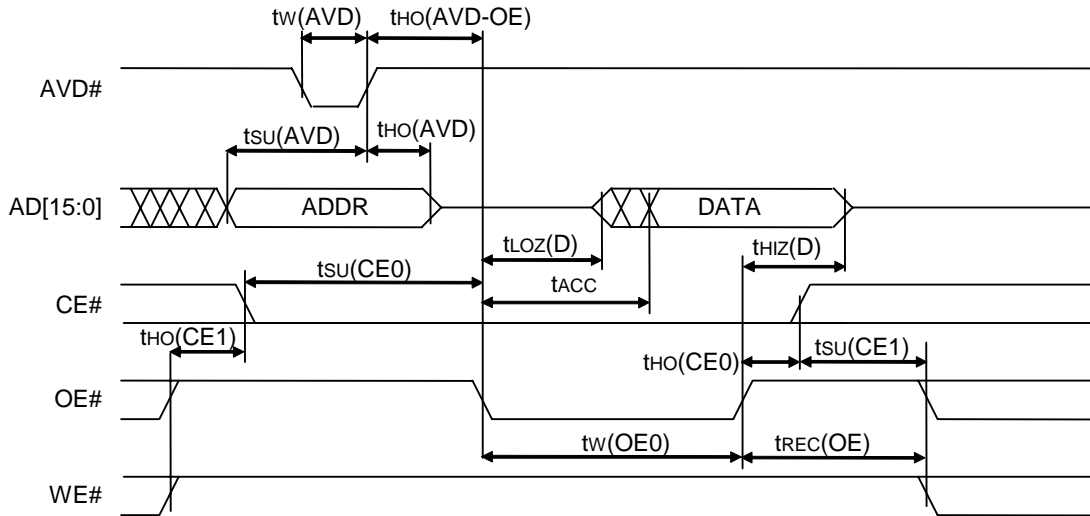 tW(AVD) tHO(AVD-OE)
AVD#
tSU(AVD) tHO(AVD)
AD[15:0] ADDR DATA
tLOZ(D) tHIZ(D)
tSU(CE0) tACC
CE#
tHO(CE1) tHO(CE0) tSU(CE1)
OE#
tW(OE0) tREC(OE)
WE#